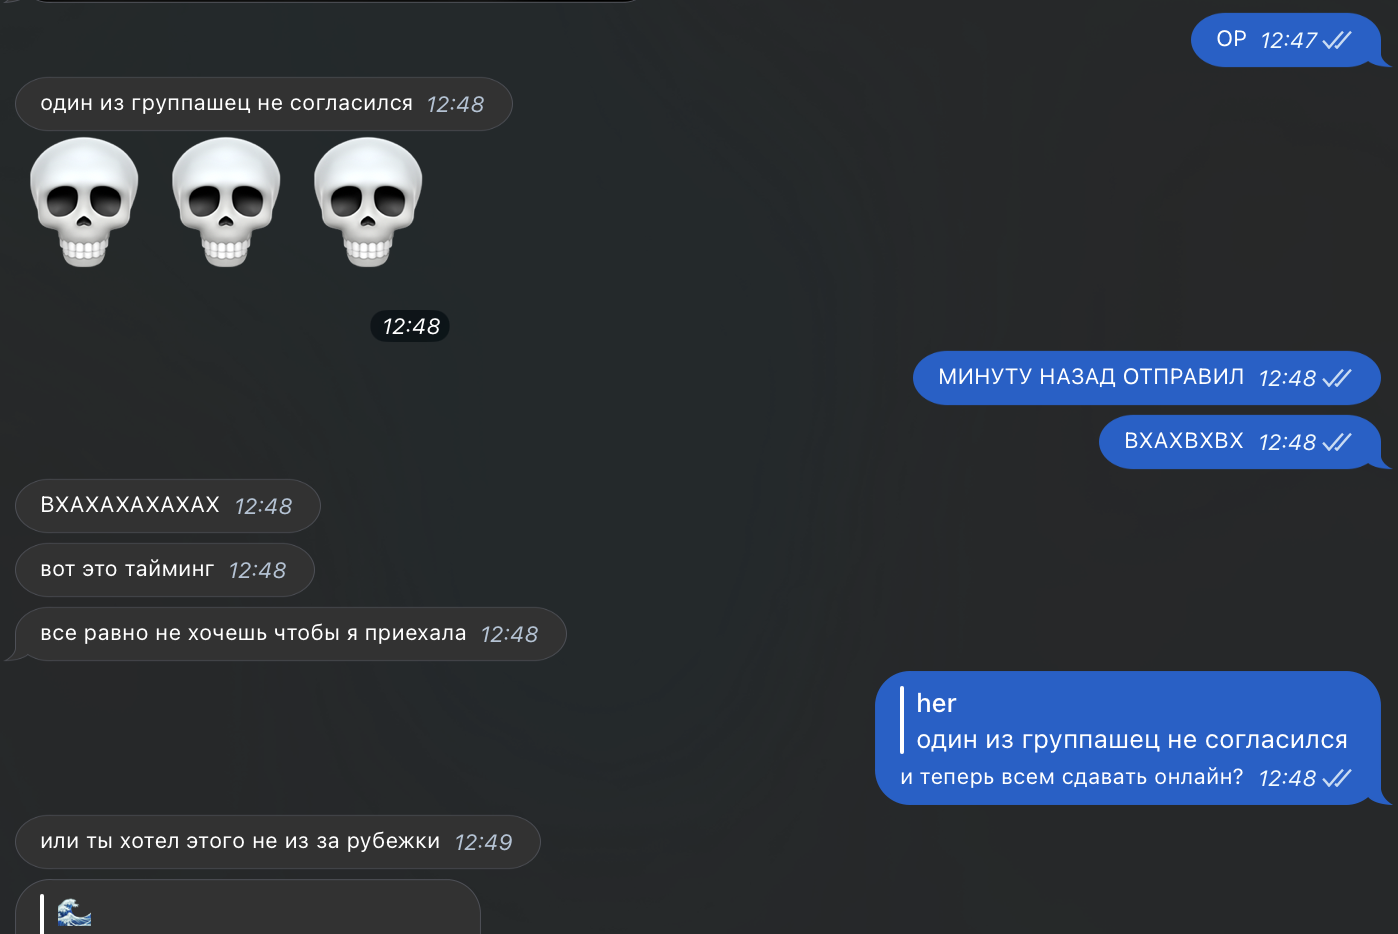 ОР 12:47
один из группашец не согласился 12:48
12:48
МИНУТУ НАЗАД ОТПРАВИЛ 12:48
ВХАХВХВХ 12:48
ВХАХАХАХАХАХ 12:48
вот это тайминг 12:48
все равно не хочешь чтобы я приехала 12:48
her
один из группашец не согласился
и теперь всем сдавать онлайн? 12:48
или ты хотел этого не из за рубежки 12:49